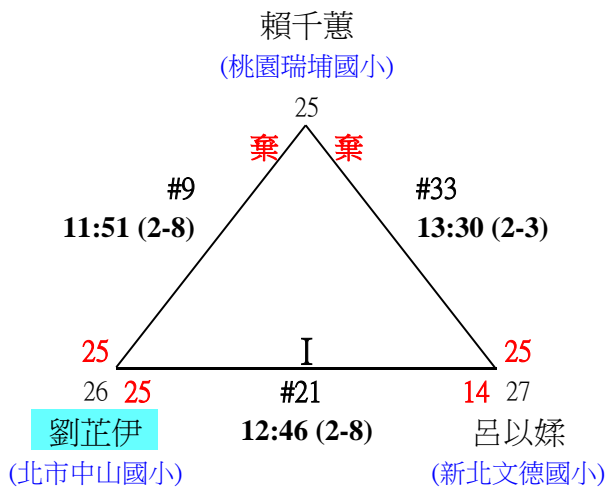 賴千蕙
(桃園瑞埔國小)
25
棄 棄
#9 #33
11:51 (2-8) 13:30 (2-3)
25 I 25
26 25 #21 14 27
劉芷伊 12:46 (2-8) 呂以媃
(北市中山國小) (新北文德國小)